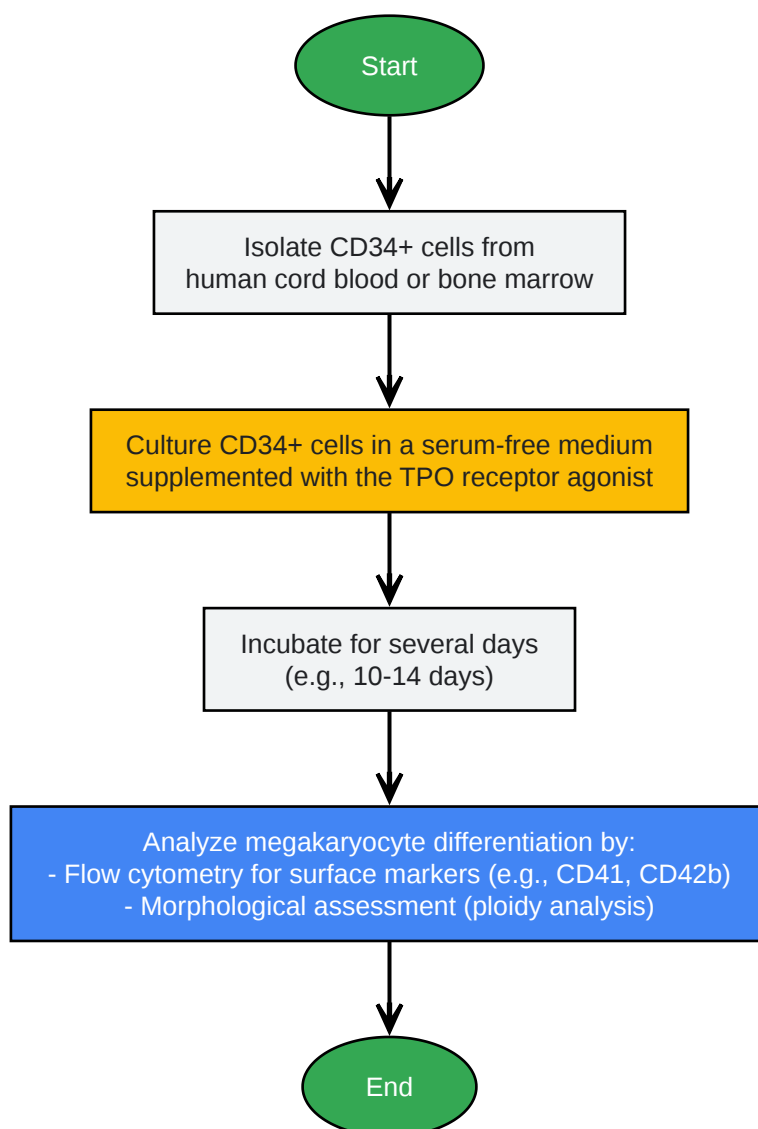 Start
Isolate CD34+ cells from
human cord blood or bone marrow
Culture CD34+ cells in a serum-free medium
supplemented with the TPO receptor agonist
Incubate for several days
(e.g., 10-14 days)
Analyze megakaryocyte differentiation by:
- Flow cytometry for surface markers (e.g., CD41, CD42b)
- Morphological assessment (ploidy analysis)
End